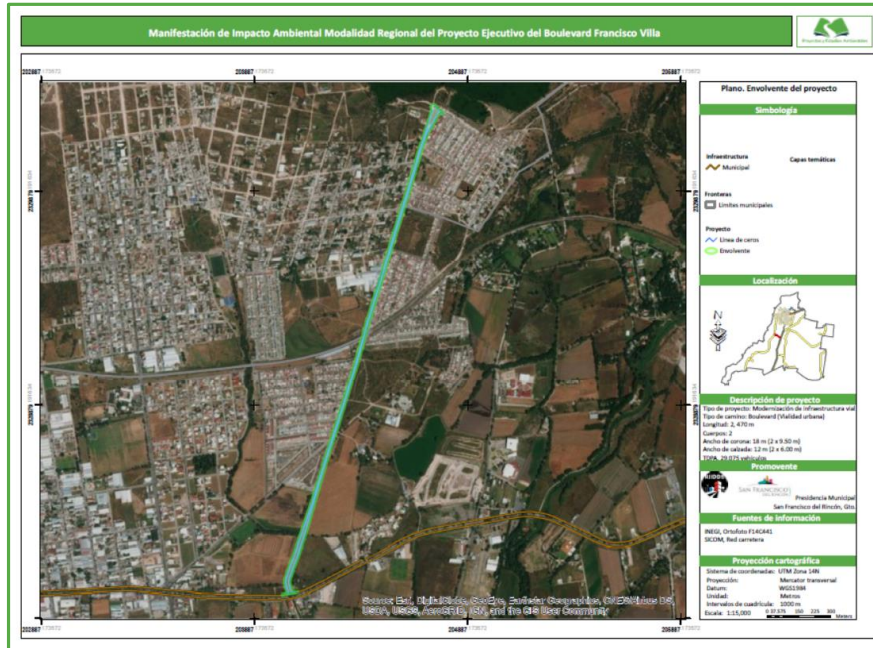 Manifestación de Impacto Ambiental Modalidad Regional del Proyecto Ejecutivo del Boulevard Francisco Villa
Plano. Envolvente del proyecto
Simbología
Infraestructura
Capas temáticas
Municipal
Fronteras
Limites municipales
Proyecto
Linea de ceros
Envolvente
Localización
N
Descripción de proyecto
Tipo de proyecto: Modernización de infraestructura vial
Tipo de camino: Boulevard (Vialidad urbana)
Longitud: 2, 470 m
Cuerpos: 2
Ancho de corona: 18 m (2 x 9.50 m)
Ancho de calzada: 12 m (2 x 6.00 m)
TDPA, 29,075 vehículos
Promovente
SAN FRANCISCO
Presidencia Municipal
San Francisco del Rincón, Gto.
Fuentes de información
INEGI, Ortofoto F14C441
SICOM, Red carretera
Proyección cartográfica
Sistema de coordenadas: UTM Zona 14N
Proyección: Mercator transversal
Datum: WGS1984
Unidad: Metros
Intervalos de cuadrícula: 1000 m
Escala: 1:15,000
Meters
Source: Esri, DigitalGlobe, GeoEye, Earthstar Geographics, CNES/Airbus DS,
USDA, USGS, AeroGRID, IGN, and the GIS User Community